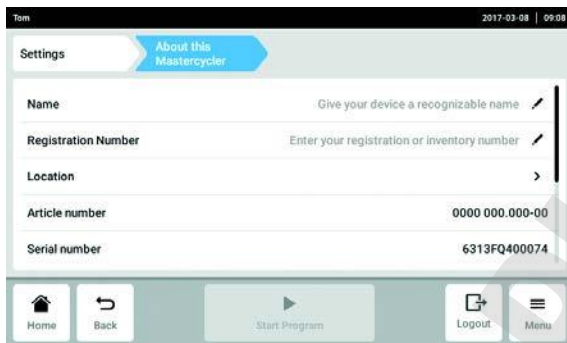 Tom 2017-03-08 | 09:08
Settings
About this
Mastercycler
Name Give your device a recognizable name
Registration Number Enter your registration or inventory number
Location
Article number 0000 000.000-00
Serial number 6313FQ400074
Home Back Start Program Logout Menu